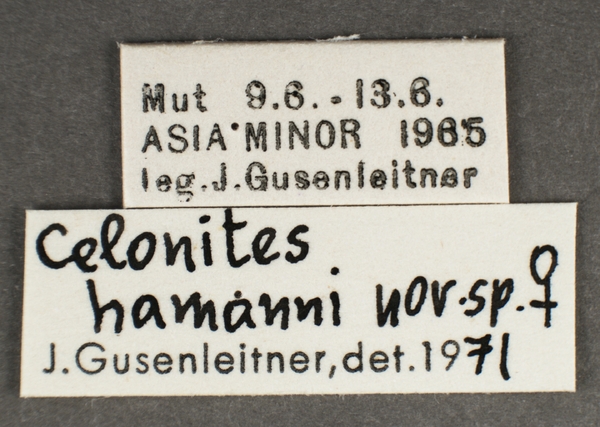 Mut 9.6.-13.6.
ASIA MINOR 1965
leg.J.Gusenleitner
Celonites
hamanni nov.sp.♀
J.Gusenleitner,det.1971